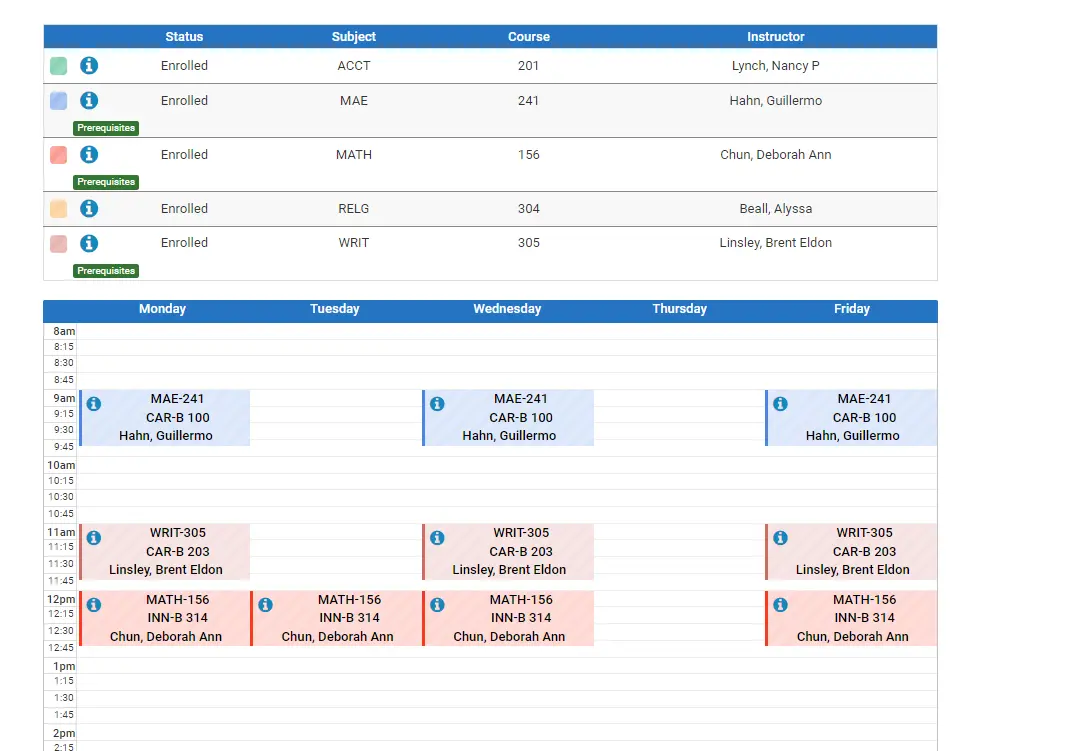 Status Subject Course Instructor
Enrolled ACCT 201 Lynch, Nancy P
Enrolled MAE 241 Hahn, Guillermo
Prerequisites
Enrolled MATH 156 Chun, Deborah Ann
Prerequisites
Enrolled RELG 304 Beall, Alyssa
Enrolled WRIT 305 Linsley, Brent Eldon
Prerequisites
Monday Tuesday Wednesday Thursday Friday
8am
8:15
8:30
8:45
9am MAE-241 MAE-241 MAE-241
9:15 CAR-B 100 CAR-B 100 CAR-B 100
9:30 Hahn, Guillermo Hahn, Guillermo Hahn, Guillermo
9:45
10am
10:15
10:30
10:45
11am WRIT-305 WRIT-305 WRIT-305
11:15 CAR-B 203 CAR-B 203 CAR-B 203
11:30 Linsley, Brent Eldon Linsley, Brent Eldon Linsley, Brent Eldon
11:45
12pm MATH-156 MATH-156 MATH-156 MATH-156
12:15 INN-B 314 INN-B 314 INN-B 314 INN-B 314
12:30 Chun, Deborah Ann Chun, Deborah Ann Chun, Deborah Ann Chun, Deborah Ann
12:45
1pm
1:15
1:30
1:45
2pm
2:15